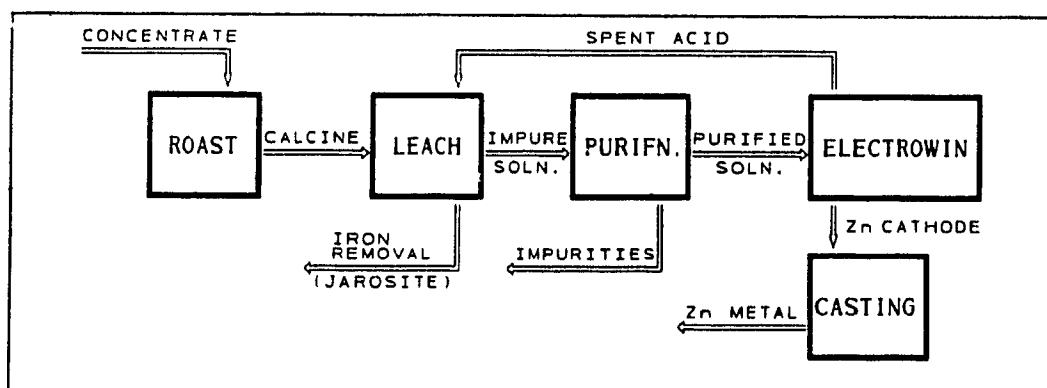 CONCENTRATE
SPENT ACID
ROAST
CALCINE
LEACH
IMPURE
SOLN.
PURIFN.
PURIFIED
SOLN.
ELECTROWIN
IRON
REMOVAL
(JAROSITE)
IMPURITIES
Zn CATHODE
Zn METAL
CASTING